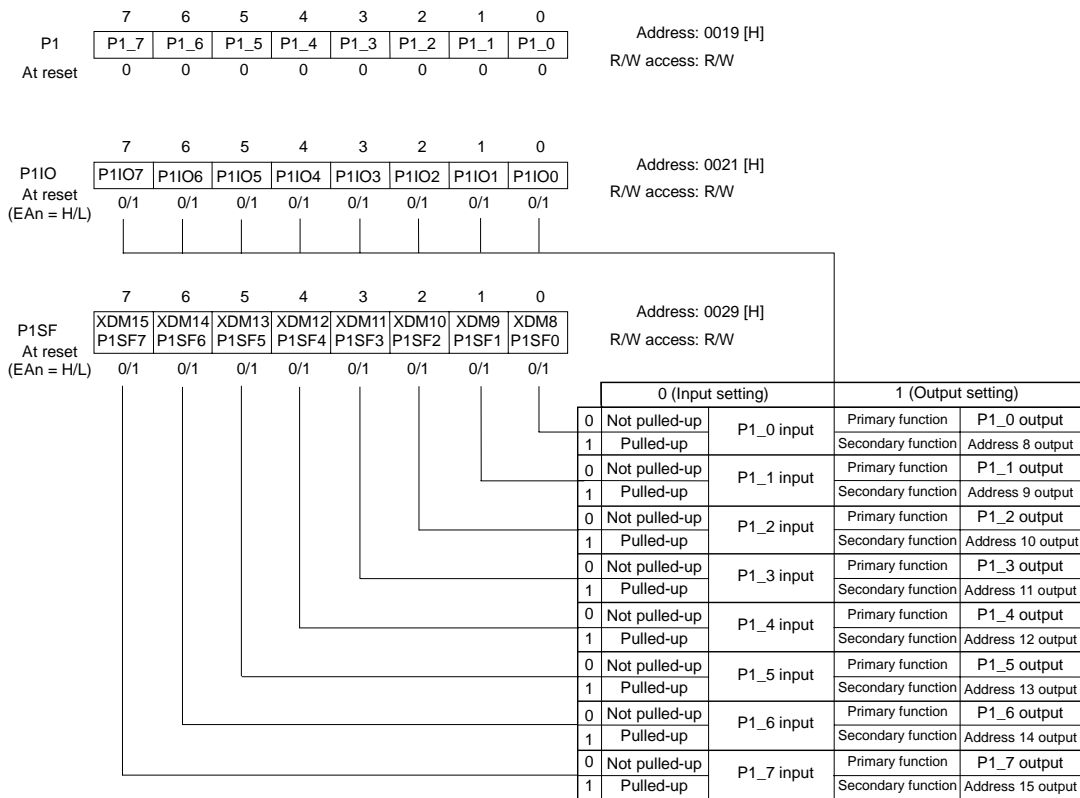 7 6 5 4 3 2 1 0
P1 P1_7 P1_6 P1_5 P1_4 P1_3 P1_2 P1_1 P1_0
At reset 0 0 0 0 0 0 0 0
Address: 0019 [H]
R/W access: R/W
7 6 5 4 3 2 1 0
P1IO P1IO7 P1IO6 P1IO5 P1IO4 P1IO3 P1IO2 P1IO1 P1IO0
At reset
(EAn = H/L) 0/1 0/1 0/1 0/1 0/1 0/1 0/1 0/1
Address: 0021 [H]
R/W access: R/W
7 6 5 4 3 2 1 0
XDM15 XDM14 XDM13 XDM12 XDM11 XDM10 XDM9 XDM8
P1SF P1SF7 P1SF6 P1SF5 P1SF4 P1SF3 P1SF2 P1SF1 P1SF0
At reset
(EAn = H/L) 0/1 0/1 0/1 0/1 0/1 0/1 0/1 0/1
Address: 0029 [H]
R/W access: R/W
0 (Input setting) 1 (Output setting)
0 Not pulled-up P1_0 input Primary function P1_0 output
1 Pulled-up Secondary function Address 8 output
0 Not pulled-up P1_1 input Primary function P1_1 output
1 Pulled-up Secondary function Address 9 output
0 Not pulled-up P1_2 input Primary function P1_2 output
1 Pulled-up Secondary function Address 10 output
0 Not pulled-up P1_3 input Primary function P1_3 output
1 Pulled-up Secondary function Address 11 output
0 Not pulled-up P1_4 input Primary function P1_4 output
1 Pulled-up Secondary function Address 12 output
0 Not pulled-up P1_5 input Primary function P1_5 output
1 Pulled-up Secondary function Address 13 output
0 Not pulled-up P1_6 input Primary function P1_6 output
1 Pulled-up Secondary function Address 14 output
0 Not pulled-up P1_7 input Primary function P1_7 output
1 Pulled-up Secondary function Address 15 output